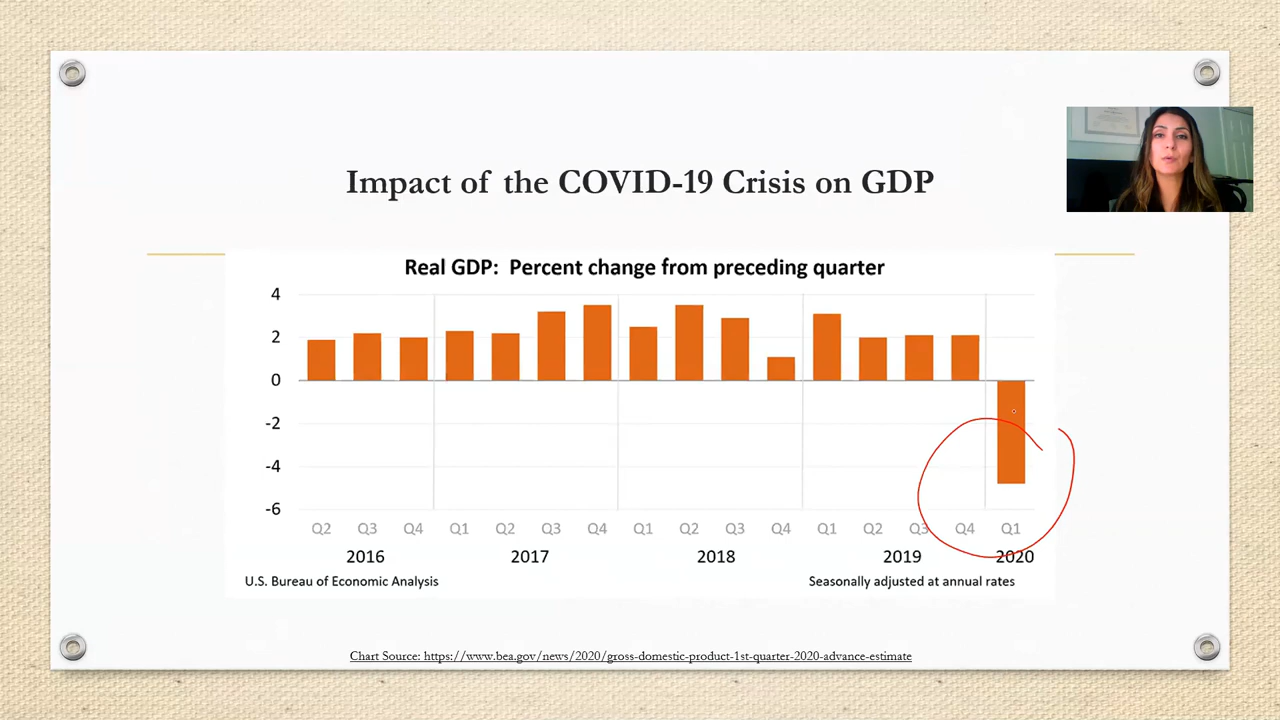 Impact of the COVID-19 Crisis on GDP
Real GDP: Percent change from preceding quarter
4
2
0
-2
-4
-6
Q2 Q3 Q4 Q1 Q2 Q3 Q4 Q1 Q2 Q3 Q4 Q1 Q2 Q3 Q4 Q1
2016 2017 2018 2019 2020
U.S. Bureau of Economic Analysis Seasonally adjusted at annual rates
Chart Source: https://www.bea.gov/news/2020/gross-domestic-product-1st-quarter-2020-advance-estimate